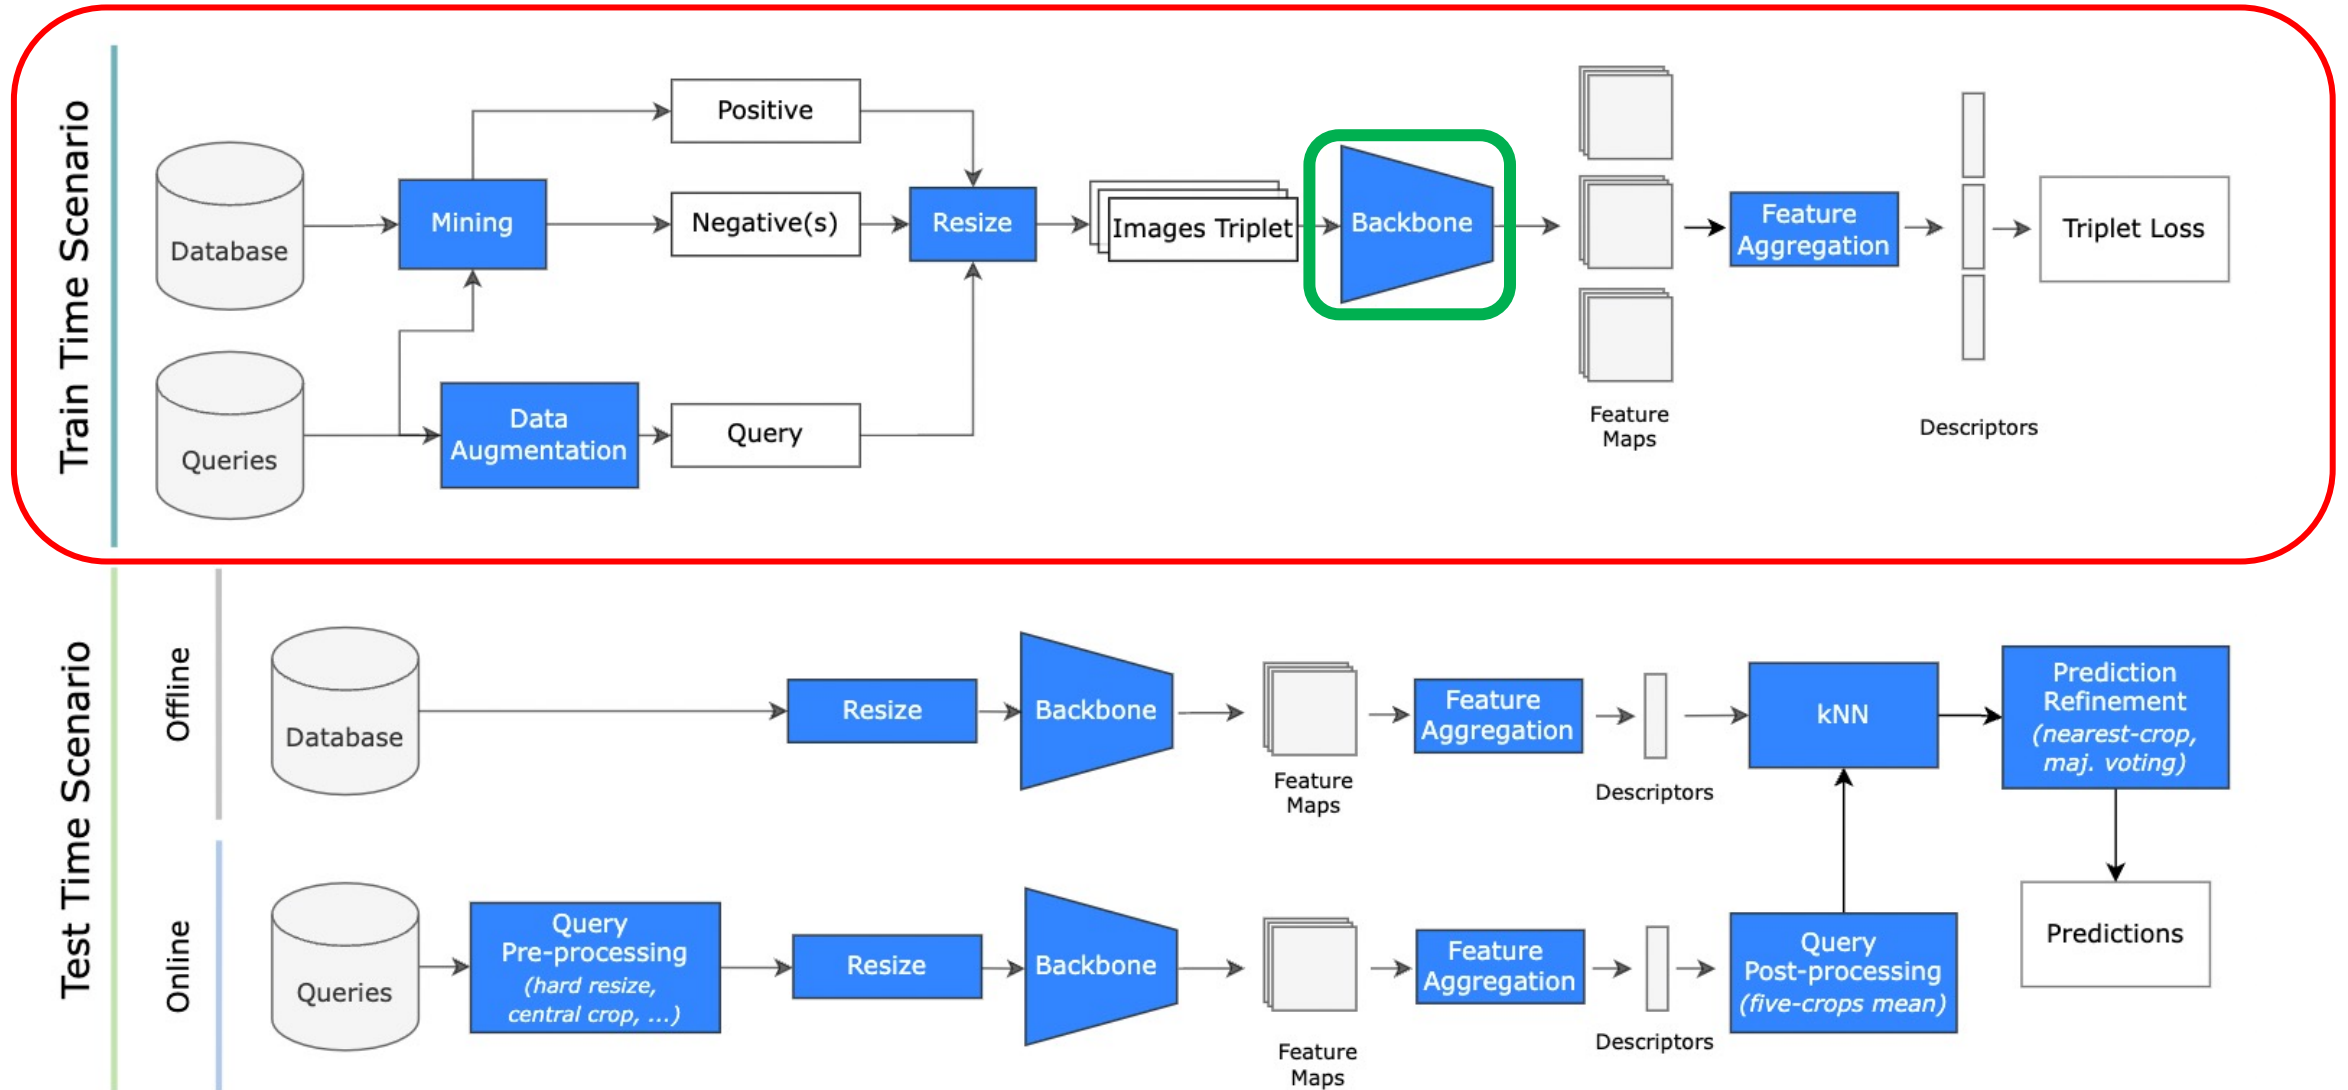 Train Time Scenario
Database
Queries
Mining
Data
Augmentation
Positive
Negative(s)
Query
Resize
Images Triplet
Backbone
Feature
Maps
Feature
Aggregation
Descriptors
Triplet Loss
Test Time Scenario
Offline
Database
Resize
Backbone
Feature
Maps
Feature
Aggregation
Descriptors
kNN
Prediction
Refinement
(nearest-crop,
maj. voting)
Online
Queries
Query
Pre-processing
(hard resize,
central crop, ...)
Resize
Backbone
Feature
Maps
Feature
Aggregation
Descriptors
Query
Post-processing
(five-crops mean)
Predictions